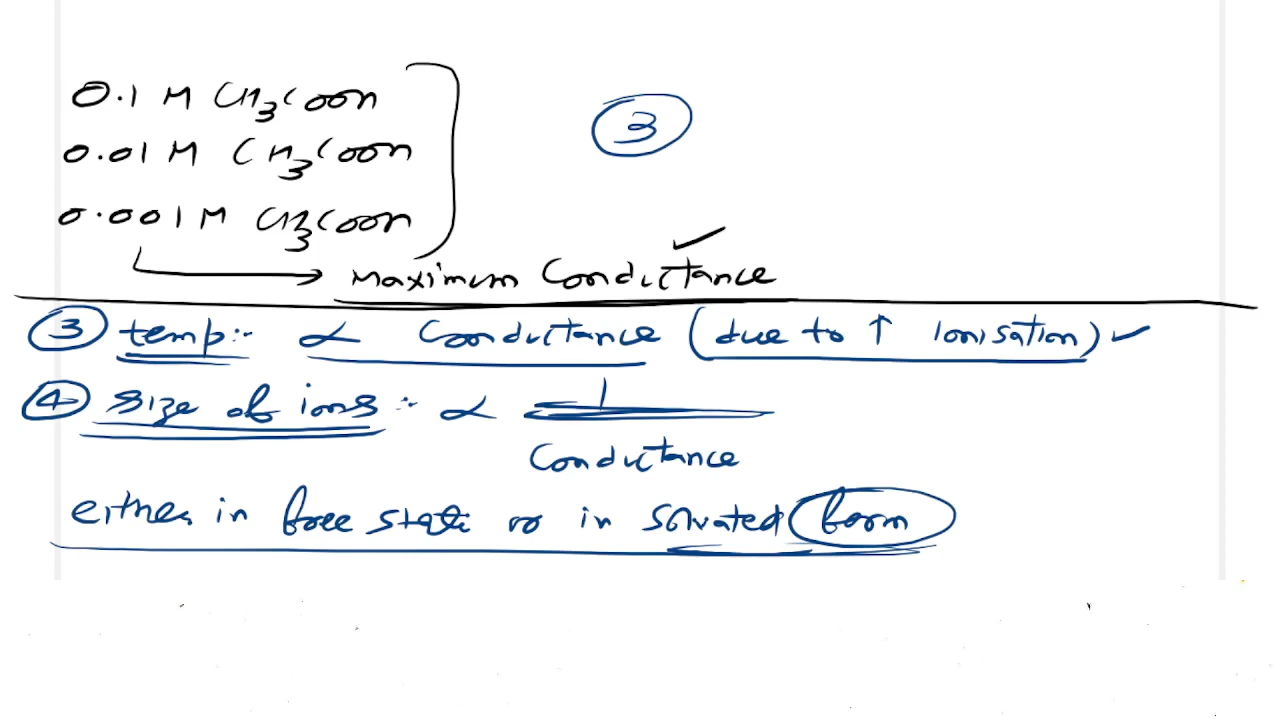 0.1 M CH3COOH
0.01 M CH3COOH
3
0.001 M CH3COOH
Maximum Conductance ✓
③ temp:- ∝ Conductance (due to ↑ Ionisation) ✓
④ size of ions :- ∝ 1
Conductance
either in free state or in solvated form